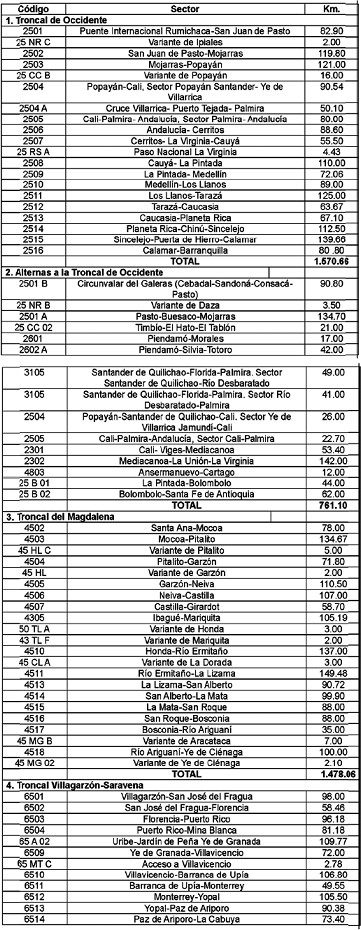 Código Sector Km.
1. Troncal de Occidente
2501 Puente Internacional Rumichaca-San Juan de Pasto 82.90
25 NR C Variante de Ipiales 2.00
2502 San Juan de Pasto-Mojarras 119.80
2503 Mojarras-Popayán 121.00
25 CC B Variante de Popayán 16.00
2504 Popayán-Cali, Sector Popayán Santander- Ye de 90.54
Villarrica
2504 A Cruce Villarrica- Puerto Tejada- Palmira 50.10
2505 Cali-Palmira- Andalucía, Sector Palmira- Andalucía 80.00
2506 Andalucía- Cerritos 88.60
2507 Cerritos- La Virginia-Cauyá 55.50
25 RS A Paso Nacional La Virginia 4.43
2508 Cauyá- La Pintada 110.00
2509 La Pintada- Medellín 72.06
2510 Medellín-Los Llanos 89.00
2511 Los Llanos-Tarazá 125.00
2512 Tarazá-Caucasia 63.67
2513 Caucasia-Planeta Rica 67.10
2514 Planeta Rica-Chinú-Sincelejo 112.50
2515 Sincelejo-Puerta de Hierro-Calamar 139.66
2516 Calamar-Barranquilla 80 .80
TOTAL 1.570.66
2. Alternas a la Troncal de Occidente
2501 B Circunvalar del Galeras (Cebadal-Sandoná-Consacá- 90.80
Pasto)
25 NR B Variante de Daza 3.50
2501 A Pasto-Buesaco-Mojarras 134.70
25 CC 02 Timbío-El Hato-El Tablón 21.00
2601 Piendamó-Morales 17.00
2602 A Piendamó-Silvia-Totoro 42.00
3105 Santander de Quilichao-Florida-Palmira. Sector 49.00
Santander de Quilichao-Río Desbaratado
3105 Santander de Quilichao-Florida-Palmira. Sector Río 41.00
Desbaratado-Palmira
2504 Popayán-Santander de Quilichao-Cali. Sector Ye de 26.00
Villarrica Jamundí-Cali
2505 Cali-Palmira-Andalucía, Sector Cali-Palmira 22.70
2301 Cali- Viges-Mediacanoa 53.40
2302 Mediacanoa-La Unión-La Virginia 142.00
4803 Ansermanuevo-Cartago 12.00
25 B 01 La Pintada-Bolombolo 44.00
25 B 02 Bolombolo-Santa Fe de Antioquia 62.00
TOTAL 761.10
3. Troncal del Magdalena
4502 Santa Ana-Mocoa 78.00
4503 Mocoa-Pitalito 134.67
45 HL C Variante de Pitalito 5.00
4504 Pitalito-Garzón 71.80
45 HL Variante de Garzón 2.00
4505 Garzón-Neiva 110.50
4506 Neiva-Castilla 107.00
4507 Castilla-Girardot 58.70
4305 Ibagué-Mariquita 105.19
50 TL A Variante de Honda 3.00
43 TL F Variante de Mariquita 2.00
4510 Honda-Río Ermitaño 137.00
45 CL A Variante de La Dorada 3.00
4511 Río Ermitaño-La Lizama 149.48
4513 La Lizama-San Alberto 90.72
4514 San Alberto-La Mata 99.90
4515 La Mata-San Roque 88.00
4516 San Roque-Bosconia 88.00
4517 Bosconia-Río Ariguaní 35.00
45 MG B Variante de Aracataca 7.00
4518 Río Ariguaní-Ye de Ciénaga 100.00
45 MG 02 Variante de Ye de Ciénaga 2.10
TOTAL 1.478.06
4. Troncal Villagarzón-Saravena
6501 Villagarzón-San José del Fragua 98.00
6502 San José del Fragua-Florencia 58.46
6503 Florencia-Puerto Rico 96.18
6504 Puerto Rico-Mina Blanca 81.18
65 A 02 Uribe-Jardín de Peña Ye de Granada 109.77
6509 Ye de Granada-Villavicencio 72.00
65 MT C Acceso a Villavicencio 2.78
6510 Villavicencio-Barranca de Upía 106.80
6511 Barranca de Upía-Monterrey 49.55
6512 Monterrey-Yopal 105.50
6513 Yopal-Paz de Ariporo 90.38
6514 Paz de Ariporo-La Cabuya 73.40